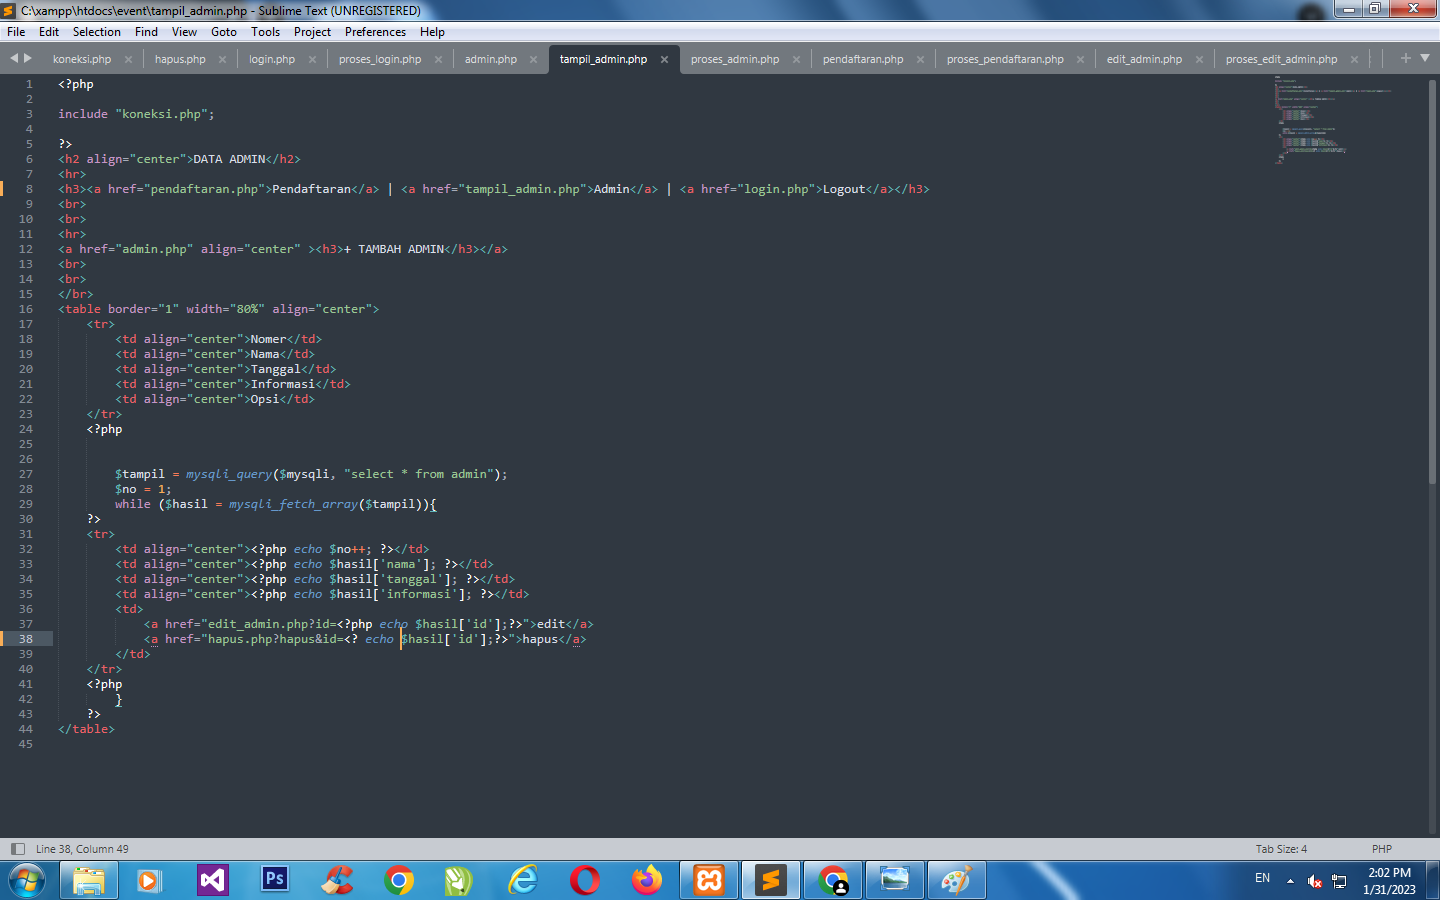 C:\xampp\htdocs\event\tampil_admin.php - Sublime Text (UNREGISTERED)
File Edit Selection Find View Goto Tools Project Preferences Help
koneksi.php hapus.php login.php proses_login.php admin.php tampil_admin.php proses_admin.php pendaftaran.php proses_pendaftaran.php edit_admin.php proses_edit_admin.php
1 <?php
2
3 include "koneksi.php";
4
5 ?>
6 <h2 align="center">DATA ADMIN</h2>
7 <hr>
8 <h3><a href="pendaftaran.php">Pendaftaran</a> | <a href="tampil_admin.php">Admin</a> | <a href="login.php">Logout</a></h3>
9 <br>
10 <br>
11 <hr>
12 <a href="admin.php" align="center" ><h3>+ TAMBAH ADMIN</h3></a>
13 <br>
14 <br>
15 </br>
16 <table border="1" width="80%" align="center">
17 <tr>
18 <td align="center">Nomer</td>
19 <td align="center">Nama</td>
20 <td align="center">Tanggal</td>
21 <td align="center">Informasi</td>
22 <td align="center">Opsi</td>
23 </tr>
24 <?php
25
26
27 $tampil = mysqli_query($mysqli, "select * from admin");
28 $no = 1;
29 while ($hasil = mysqli_fetch_array($tampil)){
30 ?>
31 <tr>
32 <td align="center"><?php echo $no++; ?></td>
33 <td align="center"><?php echo $hasil['nama']; ?></td>
34 <td align="center"><?php echo $hasil['tanggal']; ?></td>
35 <td align="center"><?php echo $hasil['informasi']; ?></td>
36 <td>
37 <a href="edit_admin.php?id=<?php echo $hasil['id'];?>">edit</a>
38 <a href="hapus.php?hapus&id=<? echo $hasil['id'];?>">hapus</a>
39 </td>
40 </tr>
41 <?php
42 }
43 ?>
44 </table>
45
Line 38, Column 49 Tab Size: 4 PHP
Ps
EN 2:02 PM
1/31/2023